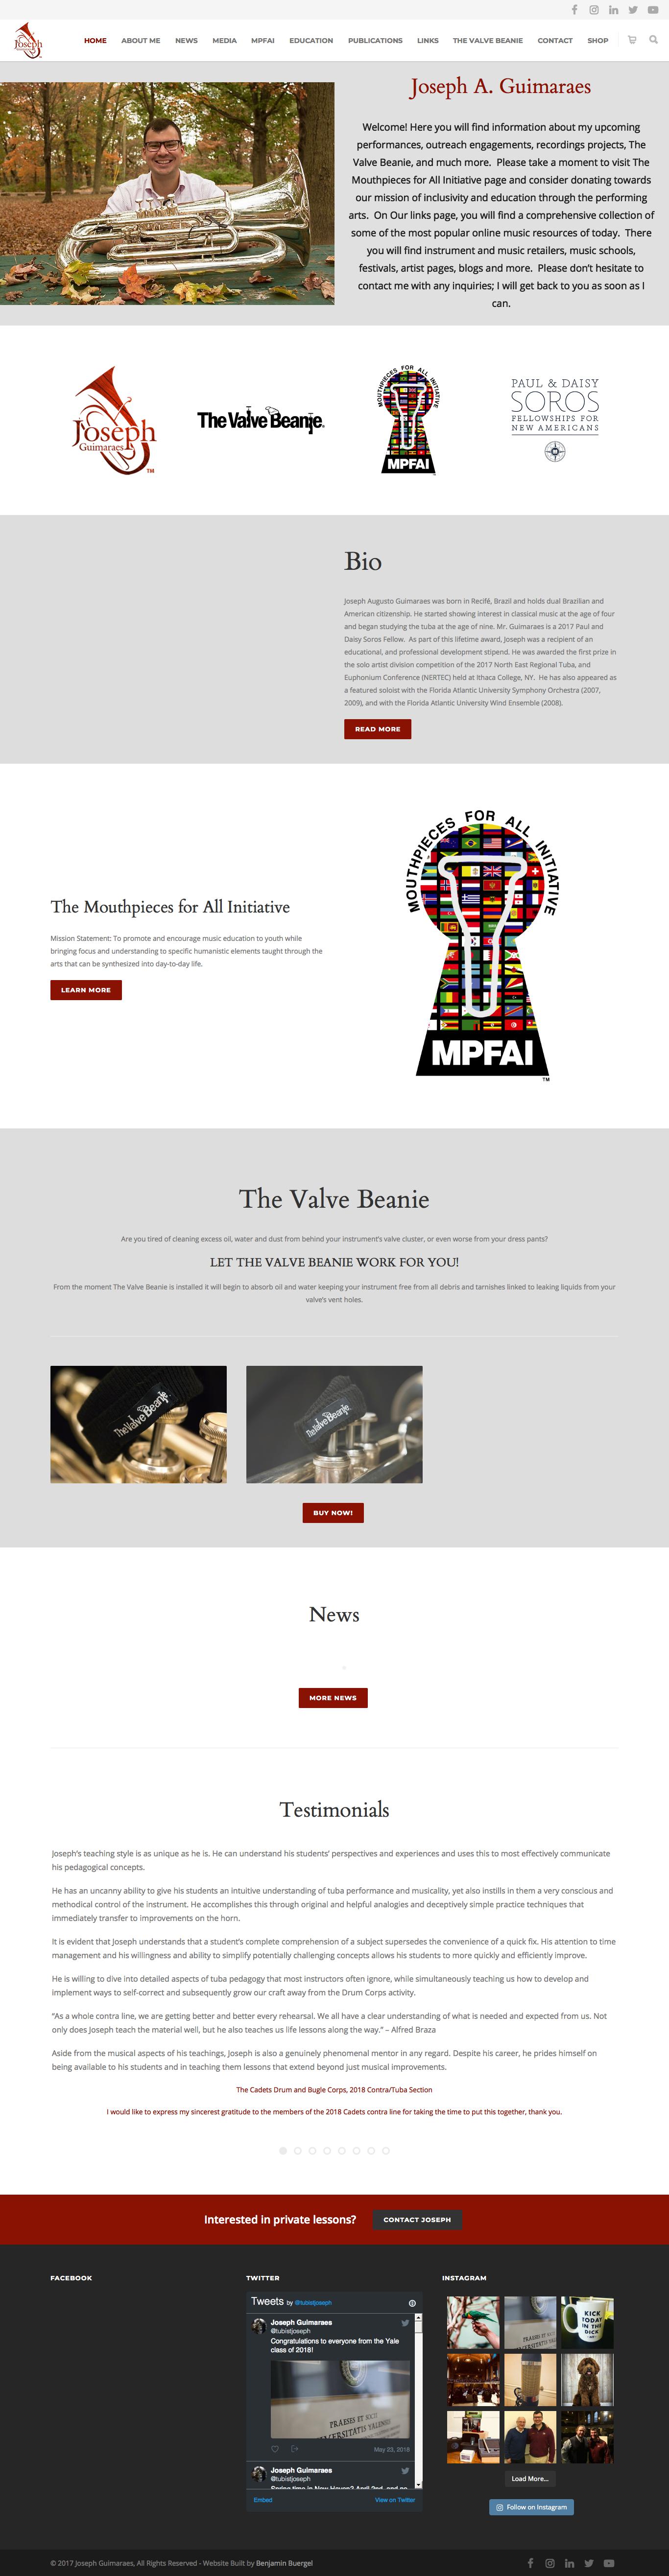 Joseph
HOME ABOUT ME NEWS MEDIA MPFAI EDUCATION PUBLICATIONS LINKS THE VALVE BEANIE CONTACT SHOP
Joseph A. Guimaraes
Welcome! Here you will find information about my upcoming
performances, outreach engagements, recordings projects, The
Valve Beanie, and much more. Please take a moment to visit The
Mouthpieces for All Initiative page and consider donating towards
our mission of inclusivity and education through the performing
arts. On Our links page, you will find a comprehensive collection of
some of the most popular online music resources of today. There
you will find instrument and music retailers, music schools,
festivals, artist pages, blogs and more. Please don't hesitate to
contact me with any inquiries; I will get back to you as soon as I
can.
Joseph
Guimaraes
TM
The Valve Beanie
MOUTHPIECES FOR ALL INITIATIVE
MPFAI
PAUL & DAISY
SOROS
FELLOWSHIPS FOR
NEW AMERICANS
Bio
Joseph Augusto Guimaraes was born in Recifé, Brazil and holds dual Brazilian and
American citizenship. He started showing interest in classical music at the age of four
and began studying the tuba at the age of nine. Mr. Guimaraes is a 2017 Paul and
Daisy Soros Fellow. As part of this lifetime award, Joseph was a recipient of an
educational, and professional development stipend. He was awarded the first prize in
the solo artist division competition of the 2017 North East Regional Tuba, and
Euphonium Conference (NERTEC) held at Ithaca College, NY. He has also appeared as
a featured soloist with the Florida Atlantic University Symphony Orchestra (2007,
2009), and with the Florida Atlantic University Wind Ensemble (2008).
READ MORE
MOUTHPIECES FOR ALL INITIATIVE
The Mouthpieces for All Initiative
Mission Statement: To promote and encourage music education to youth while
bringing focus and understanding to specific humanistic elements taught through the
arts that can be synthesized into day-to-day life.
LEARN MORE
MPFAI
TM
The Valve Beanie
Are you tired of cleaning excess oil, water and dust from behind your instrument's valve cluster, or even worse from your dress pants?
LET THE VALVE BEANIE WORK FOR YOU!
From the moment The Valve Beanie is installed it will begin to absorb oil and water keeping your instrument free from all debris and tarnishes linked to leaking liquids from your
valve's vent holes.
The Valve Beanie
The Valve Beanie
BUY NOW!
News
MORE NEWS
Testimonials
Joseph's teaching style is as unique as he is. He can understand his students' perspectives and experiences and uses this to most effectively communicate
his pedagogical concepts.
He has an uncanny ability to give his students an intuitive understanding of tuba performance and musicality, yet also instills in them a very conscious and
methodical control of the instrument. He accomplishes this through original and helpful analogies and deceptively simple practice techniques that
immediately transfer to improvements on the horn.
It is evident that Joseph understands that a student's complete comprehension of a subject supersedes the convenience of a quick fix. His attention to time
management and his willingness and ability to simplify potentially challenging concepts allows his students to more quickly and efficiently improve.
He is willing to dive into detailed aspects of tuba pedagogy that most instructors often ignore, while simultaneously teaching us how to develop and
implement ways to self-correct and subsequently grow our craft away from the Drum Corps activity.
"As a whole contra line, we are getting better and better every rehearsal. We all have a clear understanding of what is needed and expected from us. Not
only does Joseph teach the material well, but he also teaches us life lessons along the way." – Alfred Braza
Aside from the musical aspects of his teachings, Joseph is also a genuinely phenomenal mentor in any regard. Despite his career, he prides himself on
being available to his students and in teaching them lessons that extend beyond just musical improvements.
The Cadets Drum and Bugle Corps, 2018 Contra/Tuba Section
I would like to express my sincerest gratitude to the members of the 2018 Cadets contra line for taking the time to put this together, thank you.
Interested in private lessons? CONTACT JOSEPH
FACEBOOK TWITTER INSTAGRAM
Tweets by @tubistjoseph
Joseph Guimaraes
@tubistjoseph
Congratulations to everyone from the Yale
class of 2018!
PRAESES ET SOCII
UNIVERSITATIS YALENSIS
May 23, 2018
Joseph Guimaraes
@tubistjoseph
Spring time in New Haven? April 2nd, and no
Embed View on Twitter
PRAESES ET SOCII
KICK
TODAY
IN THE
DICK
Load More...
Follow on Instagram
© 2017 Joseph Guimaraes, All Rights Reserved - Website Built by Benjamin Buergel